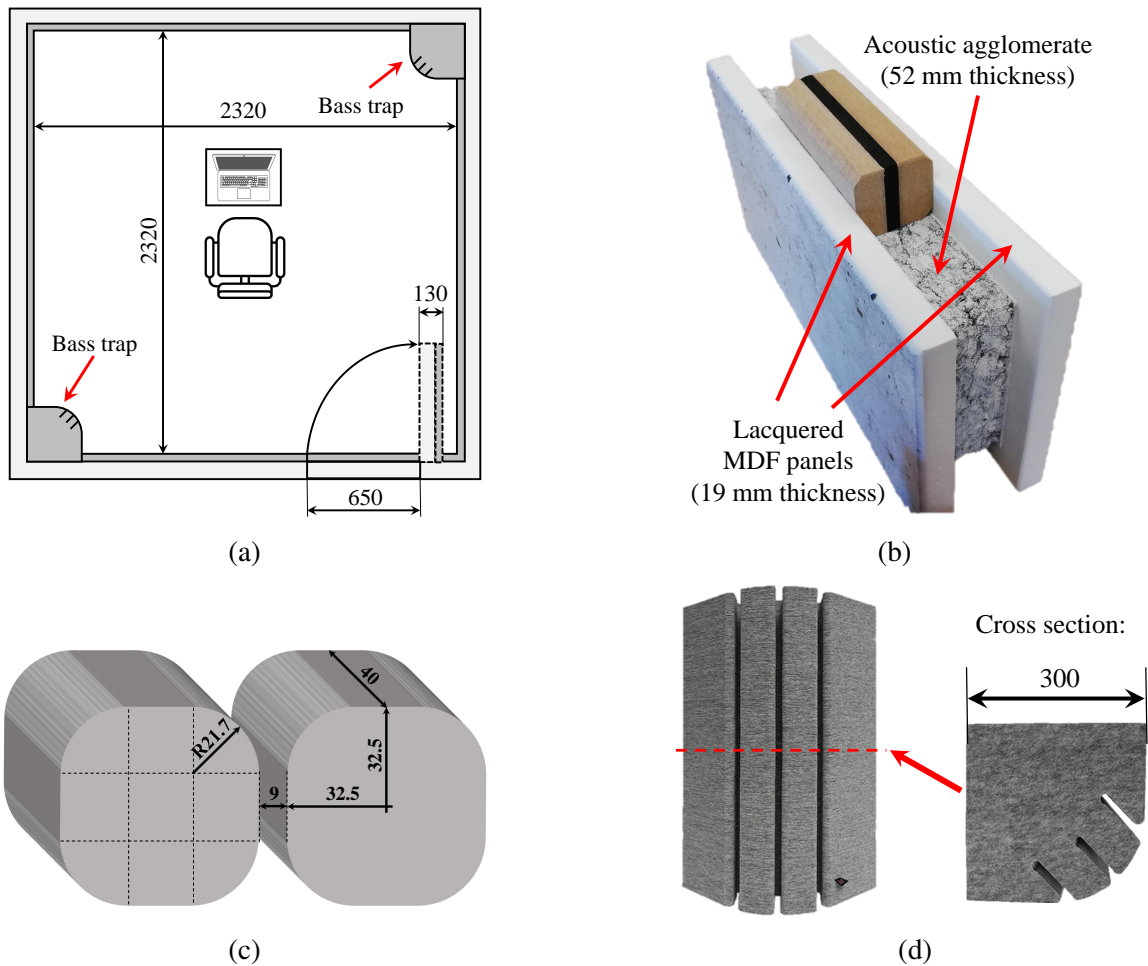 Bass trap
2320
2320
130
Bass trap
650
(a)
Acoustic agglomerate
(52 mm thickness)
Lacquered
MDF panels
(19 mm thickness)
(b)
40
R21.7
32.5
9
32.5
(c)
Cross section:
300
(d)